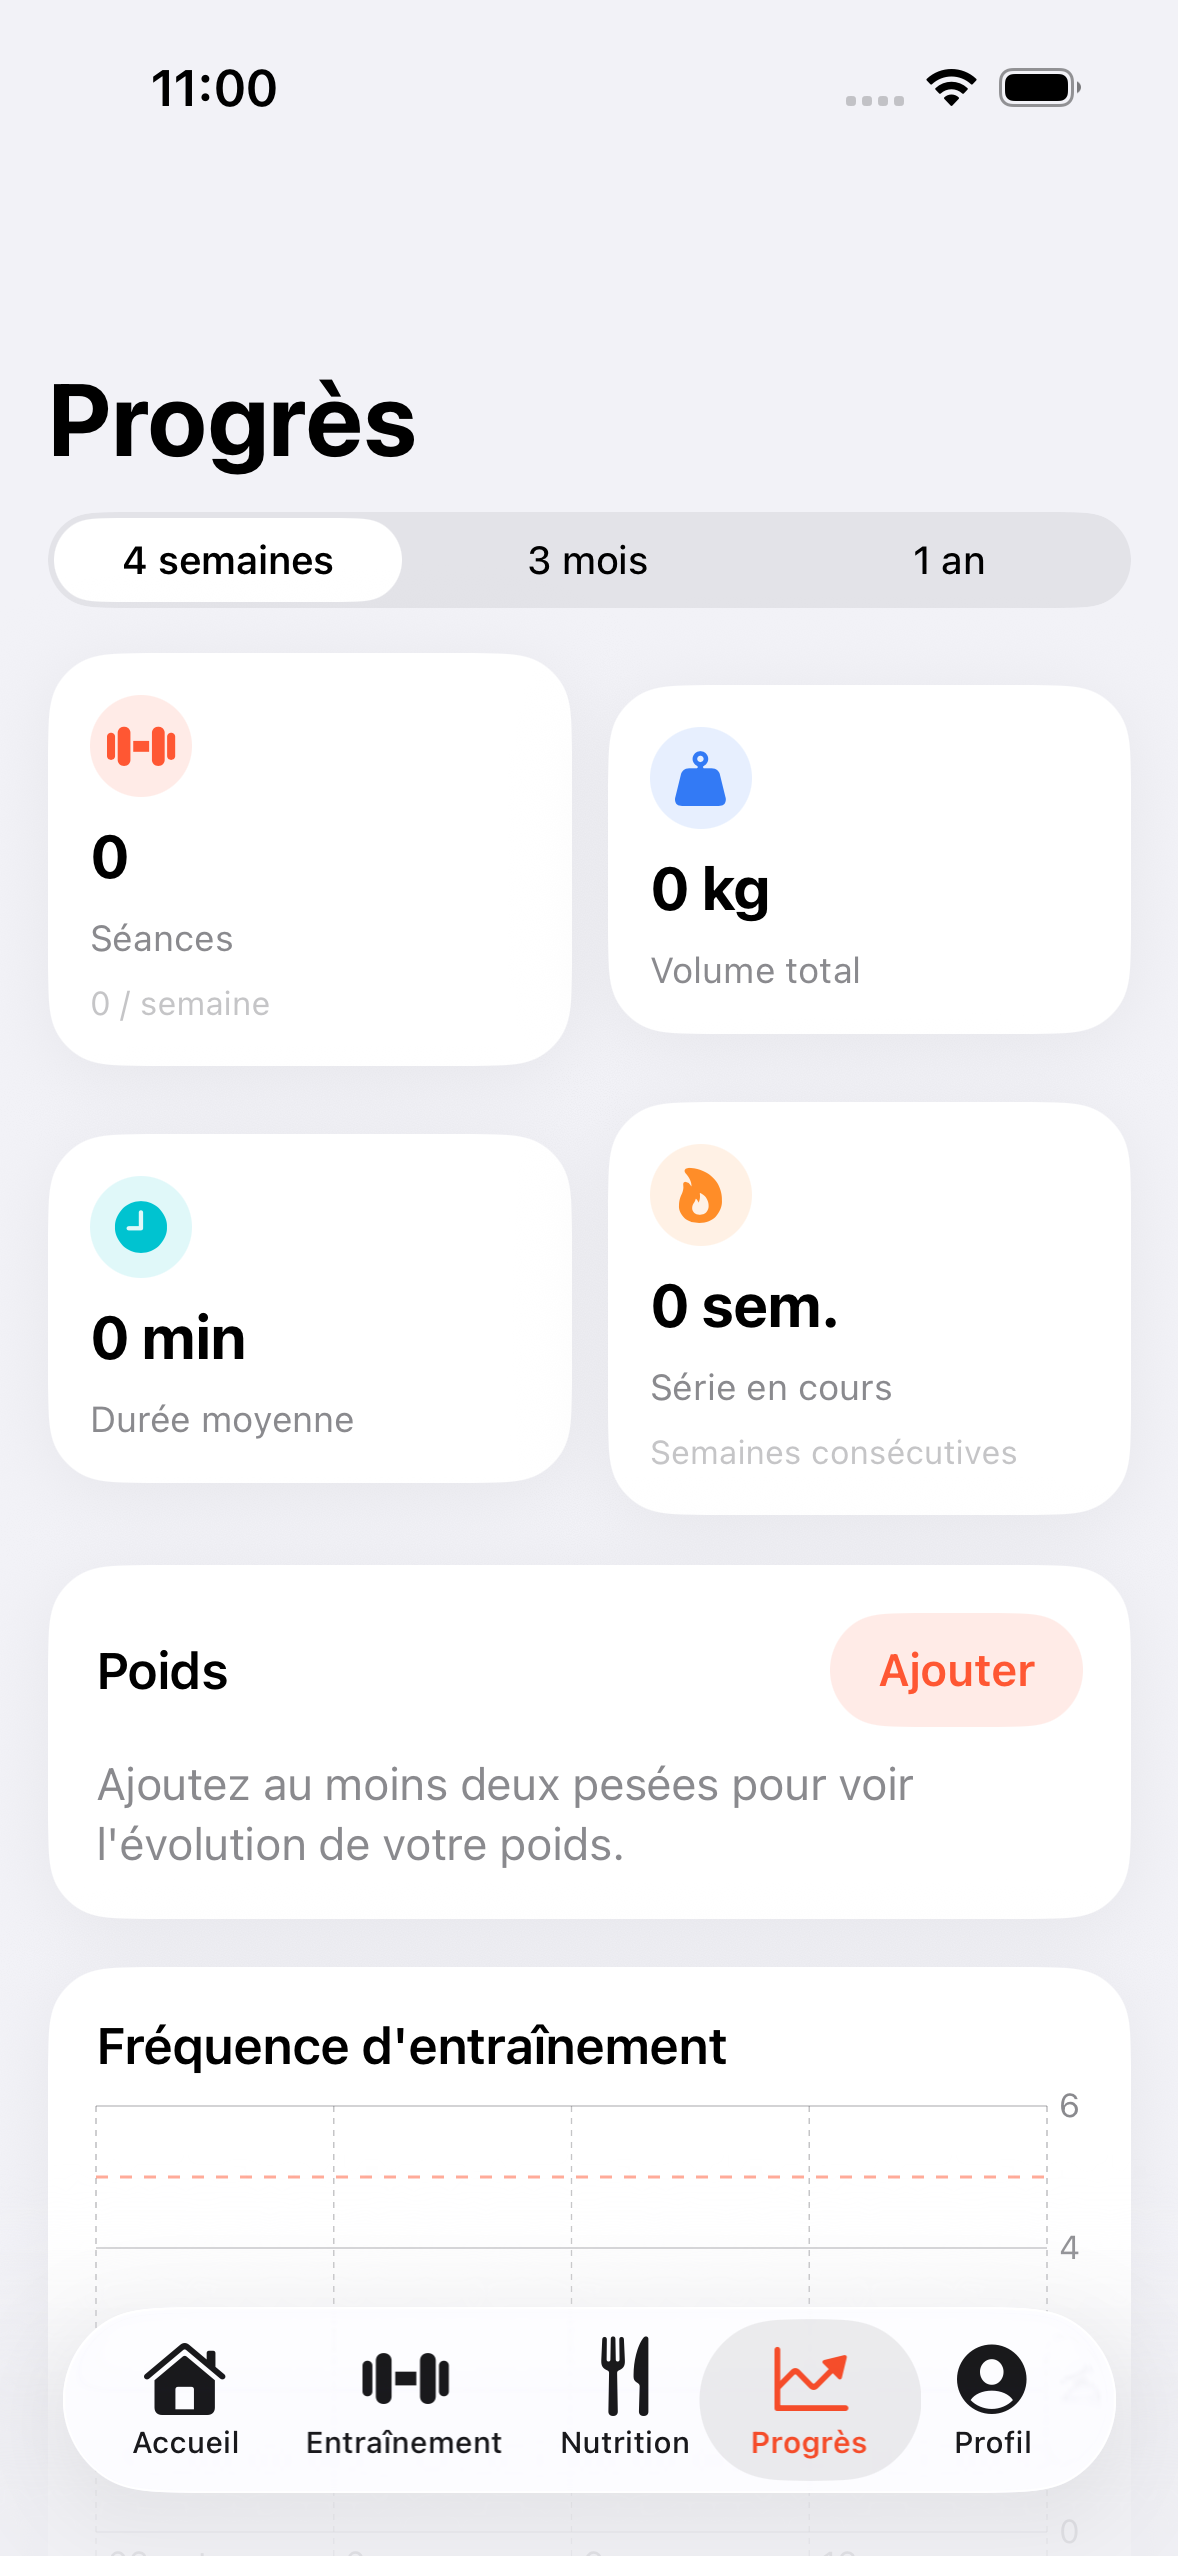 11:00
Progrès
4 semaines
3 mois
1 an
0
Séances
0 / semaine
0 kg
Volume total
0 min
Durée moyenne
0 sem.
Série en cours
Semaines consécutives
Poids
Ajouter
Ajoutez au moins deux pesées pour voir
l'évolution de votre poids.
Fréquence d'entraînement
6
4
Accueil
Entraînement
Nutrition
Progrès
Profil
0